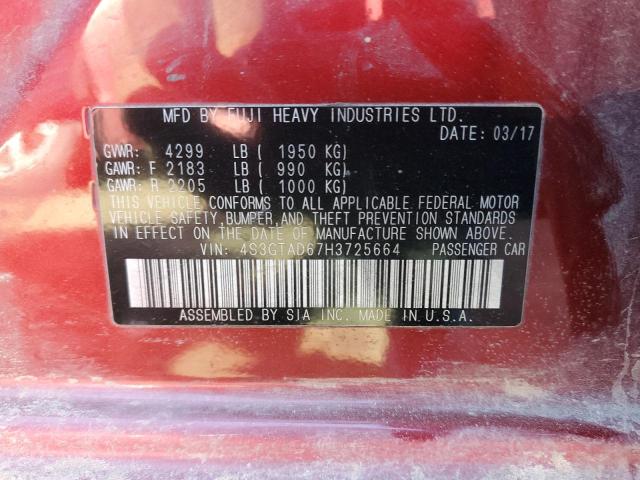 MFD BY FUJI HEAVY INDUSTRIES LTD.
DATE: 03/17
GVWR: 4299 LB ( 1950 KG)
GAWR: F 2183 LB ( 990 KG)
GAWR: R 2205 LB ( 1000 KG)
THIS VEHICLE CONFORMS TO ALL APPLICABLE FEDERAL MOTOR
VEHICLE SAFETY, BUMPER, AND THEFT PREVENTION STANDARDS
IN EFFECT ON THE DATE OF MANUFACTURE SHOWN ABOVE.
VIN: 4S3GTAD67H3725664 PASSENGER CAR
ASSEMBLED BY SIA INC. MADE IN U.S.A.